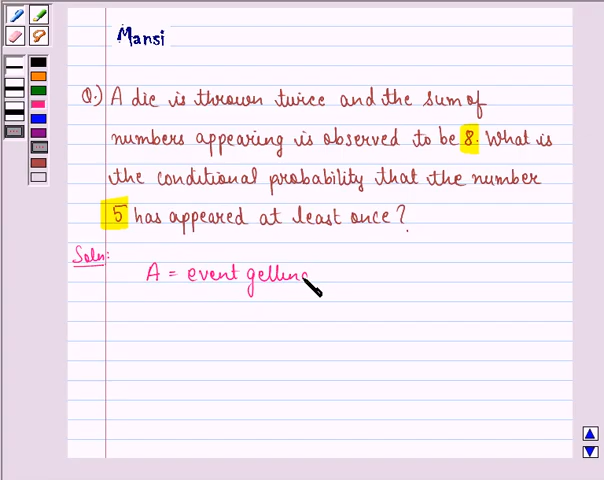 Mansi
Q.) A die is thrown twice and the sum of
numbers appearing is observed to be 8. What is
the conditional probability that the number
5 has appeared at least once?
Soln:
A = event getting